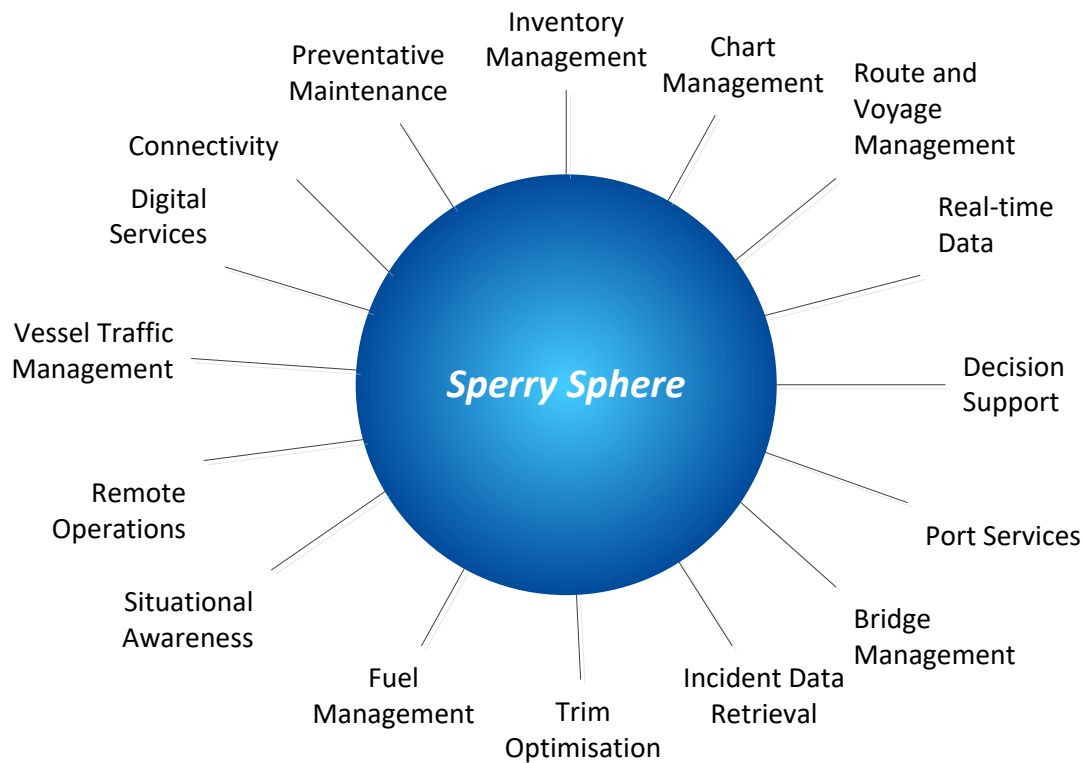 Inventory
Management
Chart
Management
Preventative
Maintenance
Route and
Voyage
Management
Connectivity
Digital
Services
Real-time
Data
Vessel Traffic
Management
Sperry Sphere
Decision
Support
Remote
Operations
Port Services
Situational
Awareness
Bridge
Management
Fuel
Management
Incident Data
Retrieval
Trim
Optimisation